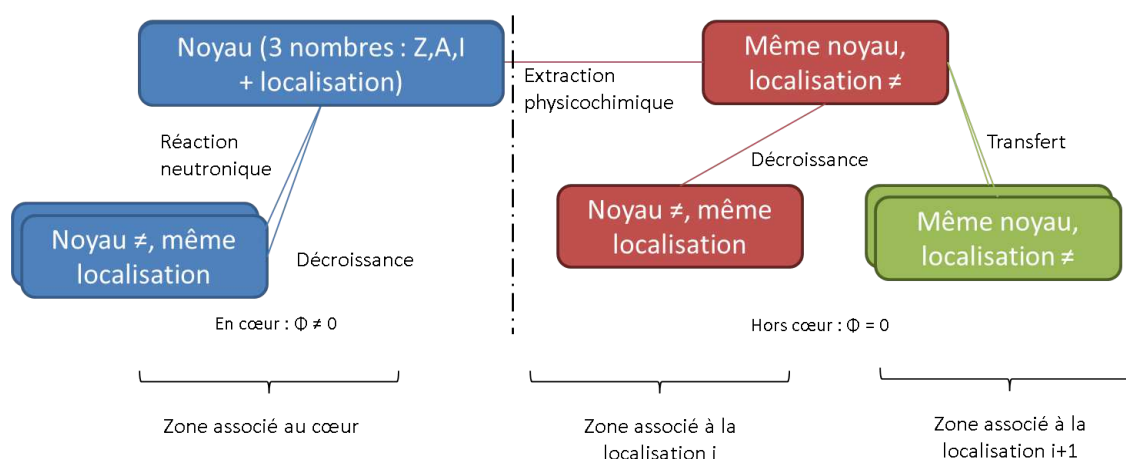 Noyau (3 nombres : Z,A,I
+ localisation)
Extraction
physicochimique
Même noyau,
localisation ≠
Réaction
neutronique
Décroissance
Transfert
Noyau ≠, même
localisation
Décroissance
Noyau ≠, même
localisation
Même noyau,
localisation ≠
En cœur : Φ ≠ 0
Hors cœur : Φ = 0
Zone associé au cœur
Zone associé à la
localisation i
Zone associé à la
localisation i+1